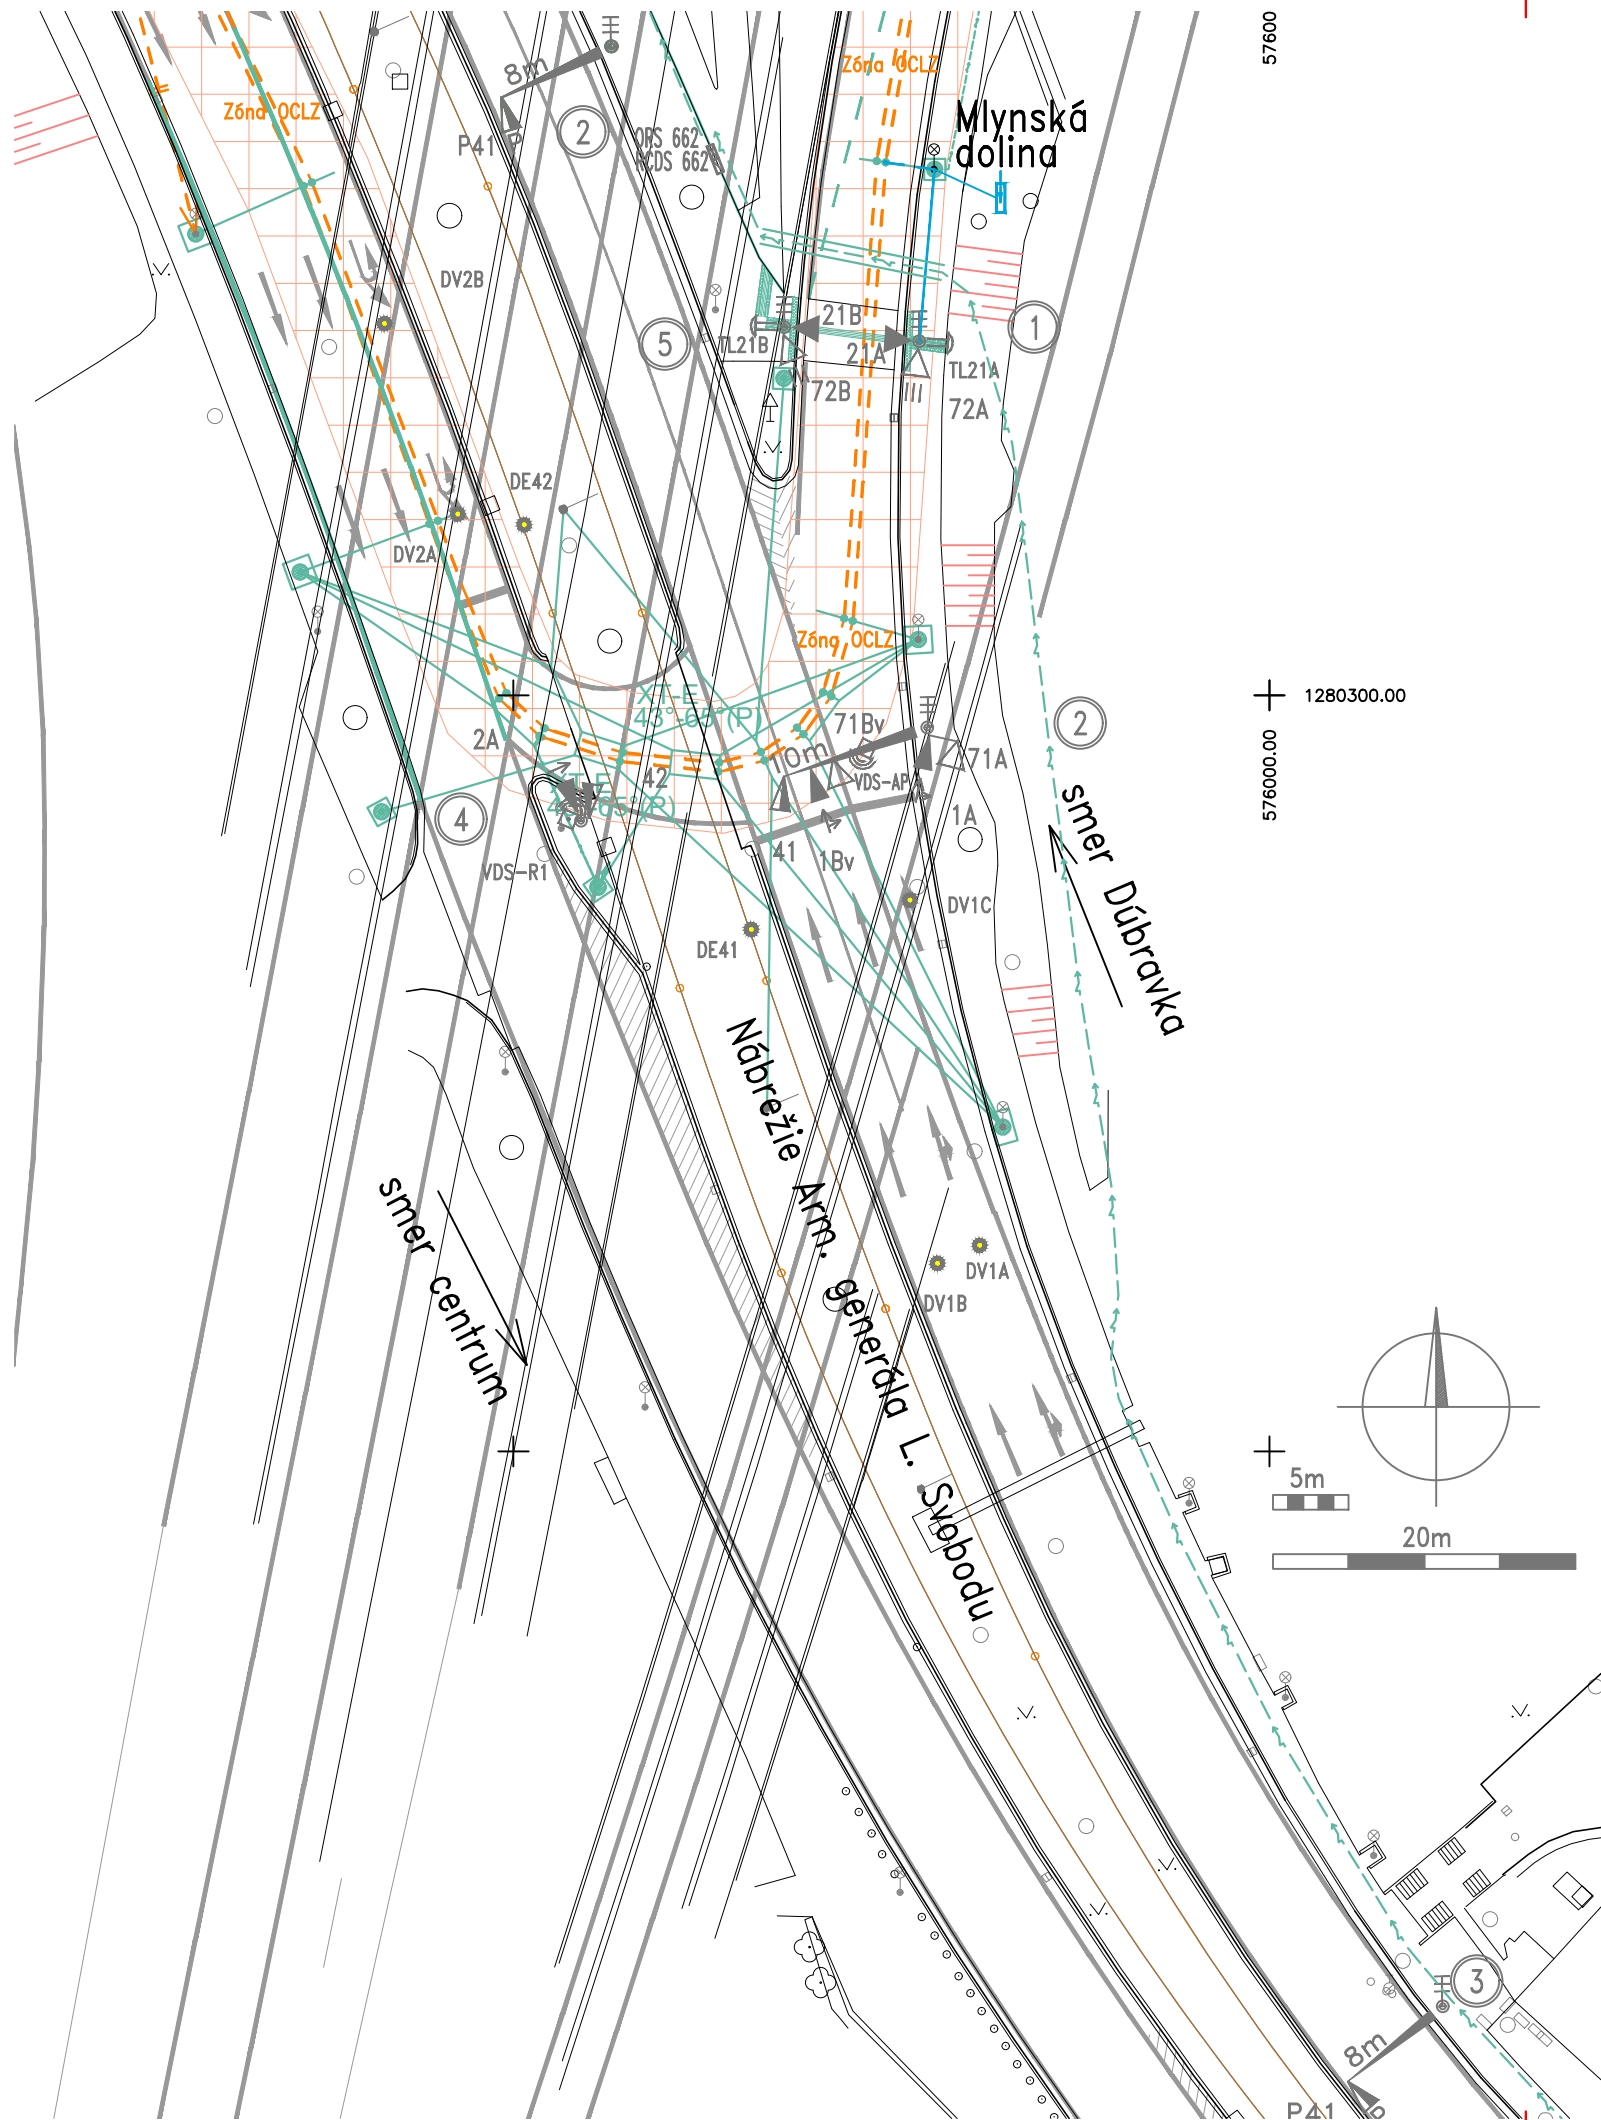 57600
8m
Zóna OCLZ
Zóna OCLZ
2
P41
P
ORS 662
RCDS 662
Mlynská
dolina
DV2B
21B
1
5
TL21B
21A
TL21A
72B
72A
DE42
DV2A
Zóna OCLZ
XT-E
43°-65°(P)
1280300.00
2
71Bv
2A
10m
71A
42
VDS-AP
576000.00
4
1A
41
1Bv
VDS-R1
smer Dúbravka
DV1C
DE41
Nábrežie Arm. generála L. Svobodu
smer centrum
DV1A
DV1B
5m
20m
3
8m
P41